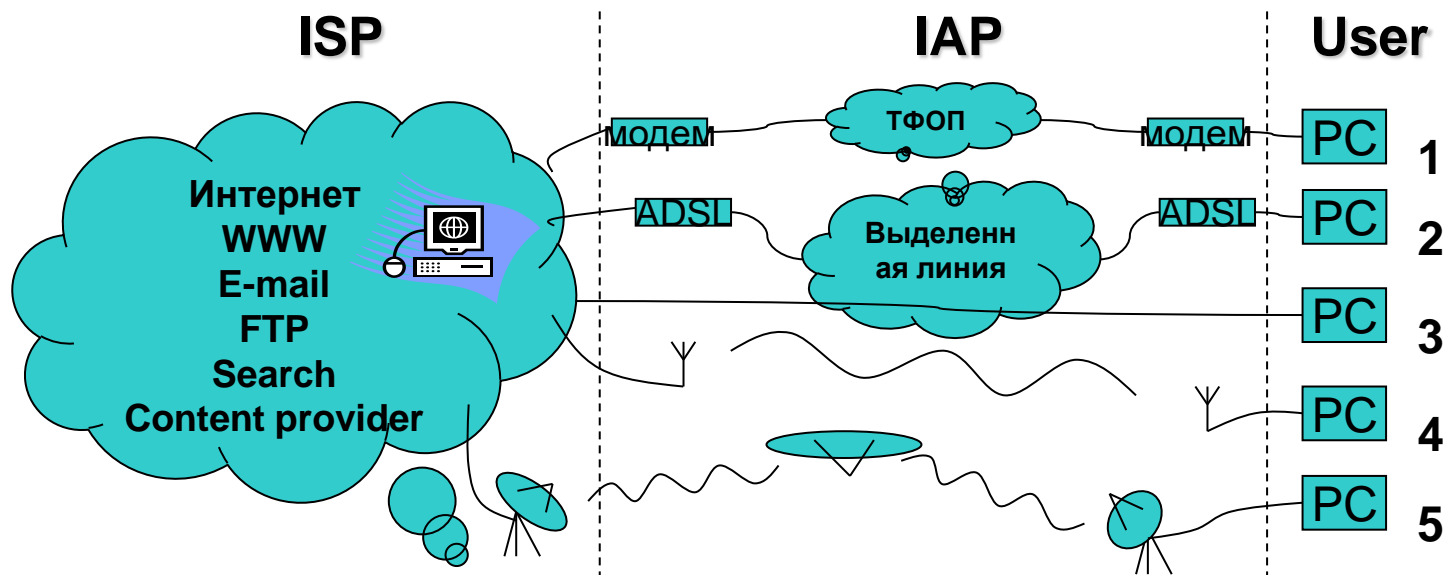 ISP
IAP
User
модем
ТФОП
модем
PC
1
Интернет
WWW
E-mail
FTP
Search
Content provider
ADSL
Выделенн
ая линия
ADSL
PC
2
PC
3
PC
4
PC
5